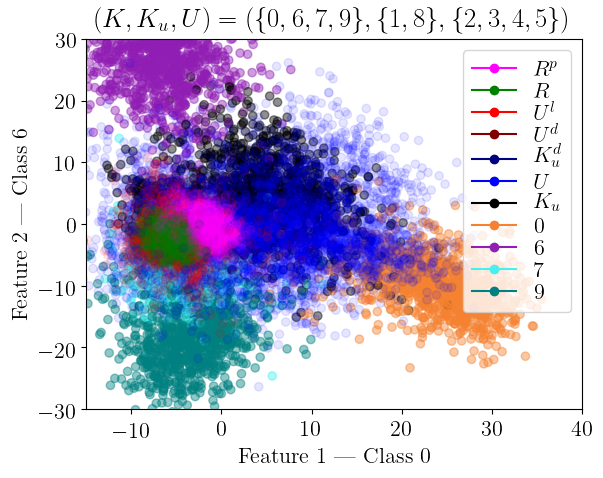 (K, K_u, U) = ({0, 6, 7, 9}, {1, 8}, {2, 3, 4, 5})
30
20
10
0
−10
−20
−30
Feature 2 — Class 6
R^p
R
U^l
U^d
K_u^d
U
K_u
0
6
7
9
−10
0
10
20
30
40
Feature 1 — Class 0